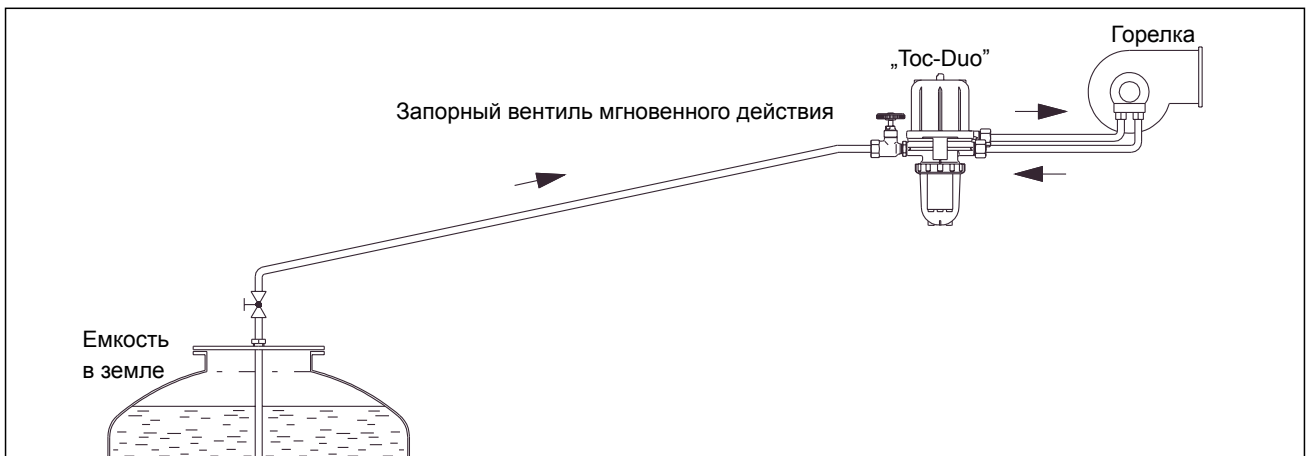 Горелка
„Toc-Duo”
Запорный вентиль мгновенного действия
Емкость
в земле